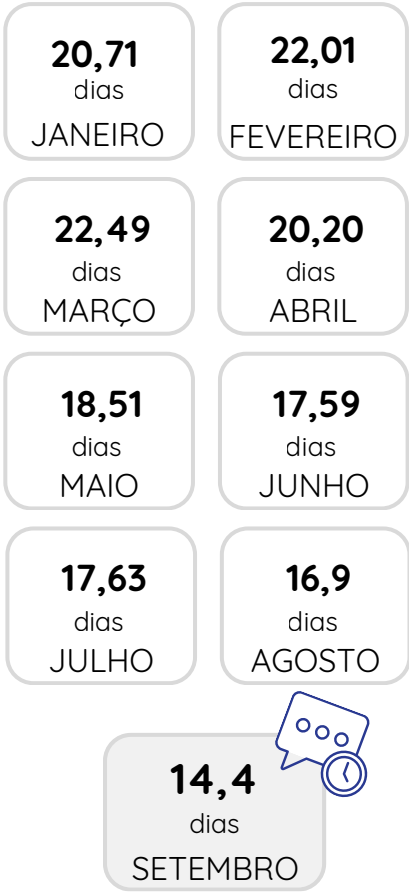 20,71
dias
JANEIRO
22,01
dias
FEVEREIRO
22,49
dias
MARÇO
20,20
dias
ABRIL
18,51
dias
MAIO
17,59
dias
JUNHO
17,63
dias
JULHO
16,9
dias
AGOSTO
14,4
dias
SETEMBRO